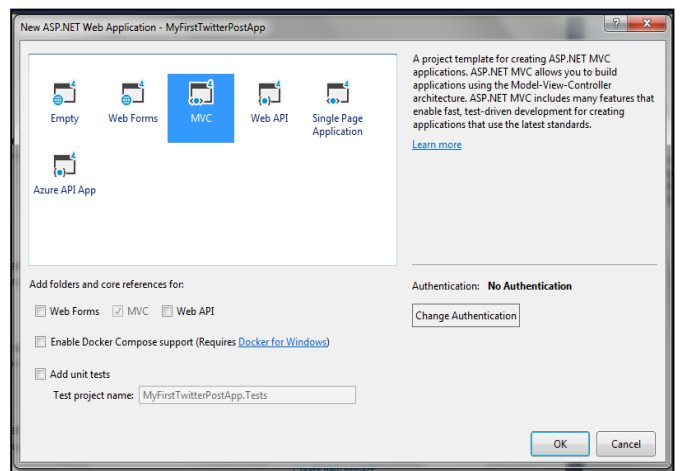 New ASP.NET Web Application - MyFirstTwitterPostApp
?
Empty
Web Forms
MVC
Web API
Single Page
Application
Azure API App
A project template for creating ASP.NET MVC
applications. ASP.NET MVC allows you to build
applications using the Model-View-Controller
architecture. ASP.NET MVC includes many features that
enable fast, test-driven development for creating
applications that use the latest standards.
Learn more
Add folders and core references for:
Web Forms MVC Web API
Enable Docker Compose support (Requires Docker for Windows)
Add unit tests
Test project name: MyFirstTwitterPostApp.Tests
Authentication: No Authentication
Change Authentication
OK Cancel
Create new project